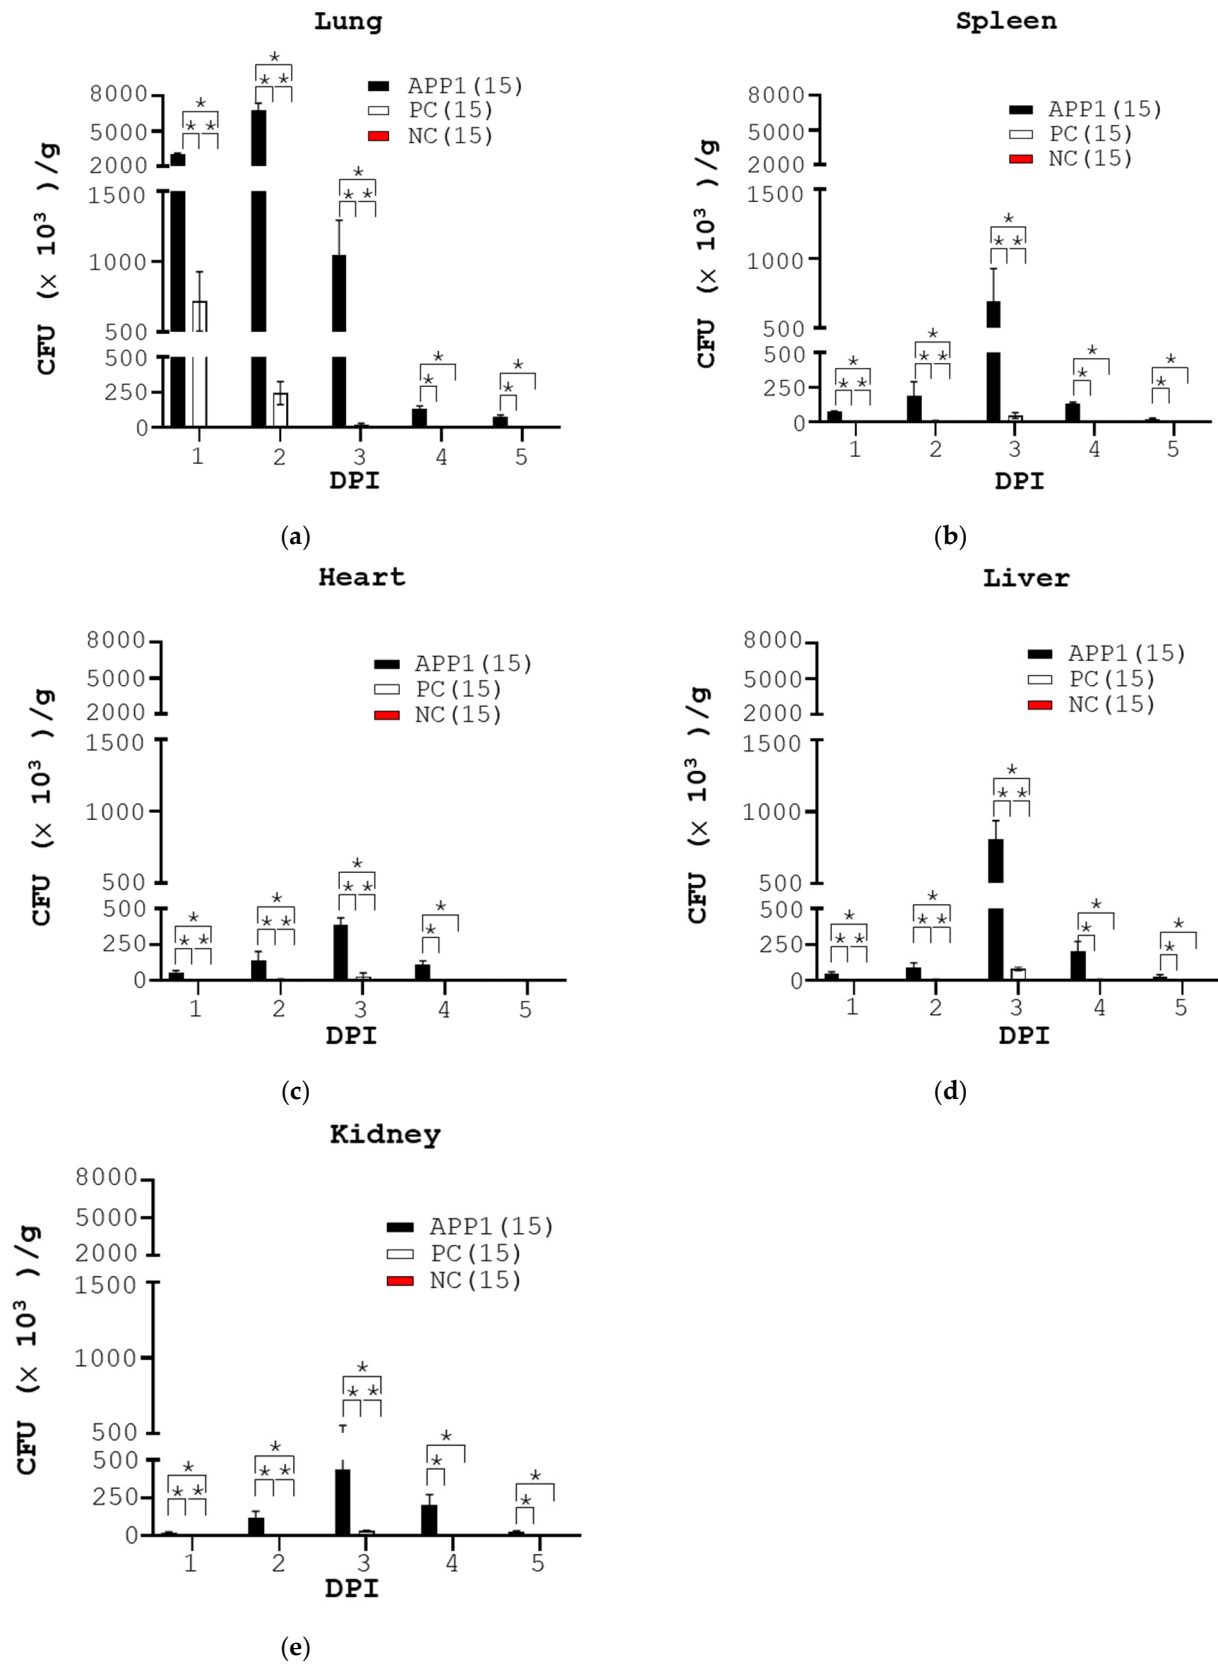 Lung
APP1(15)
PC(15)
NC(15)
CFU (× 10³ )/g
8000
5000
2000
1500
1000
500
500
250
0
* * * * * * * * * * * * *
1 2 3 4 5
DPI
(a)
Spleen
APP1(15)
PC(15)
NC(15)
CFU (× 10³ )/g
8000
5000
2000
1500
1000
500
500
250
0
* * * * * * * * * * * * *
1 2 3 4 5
DPI
(b)
Heart
APP1(15)
PC(15)
NC(15)
CFU (× 10³ )/g
8000
5000
2000
1500
1000
500
500
250
0
* * * * * * * * * * *
1 2 3 4 5
DPI
(c)
Liver
APP1(15)
PC(15)
NC(15)
CFU (× 10³ )/g
8000
5000
2000
1500
1000
500
500
250
0
* * * * * * * * * * * * *
1 2 3 4 5
DPI
(d)
Kidney
APP1(15)
PC(15)
NC(15)
CFU (× 10³ )/g
8000
5000
2000
1500
1000
500
500
250
0
* * * * * * * * * * * * *
1 2 3 4 5
DPI
(e)